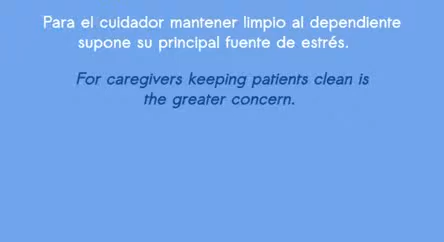 Para el cuidador mantener limpio al dependiente
supone su principal fuente de estrés.
For caregivers keeping patients clean is
the greater concern.